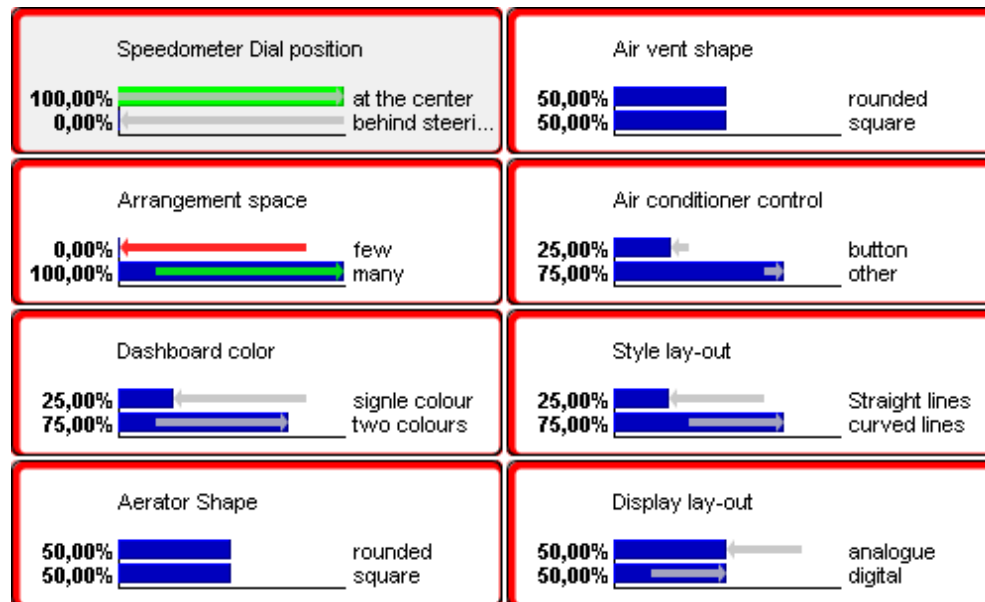 Speedometer Dial position
100,00% at the center
0,00% behind steeri...
Air vent shape
50,00% rounded
50,00% square
Arrangement space
0,00% few
100,00% many
Air conditioner control
25,00% button
75,00% other
Dashboard color
25,00% signle colour
75,00% two colours
Style lay-out
25,00% Straight lines
75,00% curved lines
Aerator Shape
50,00% rounded
50,00% square
Display lay-out
50,00% analogue
50,00% digital